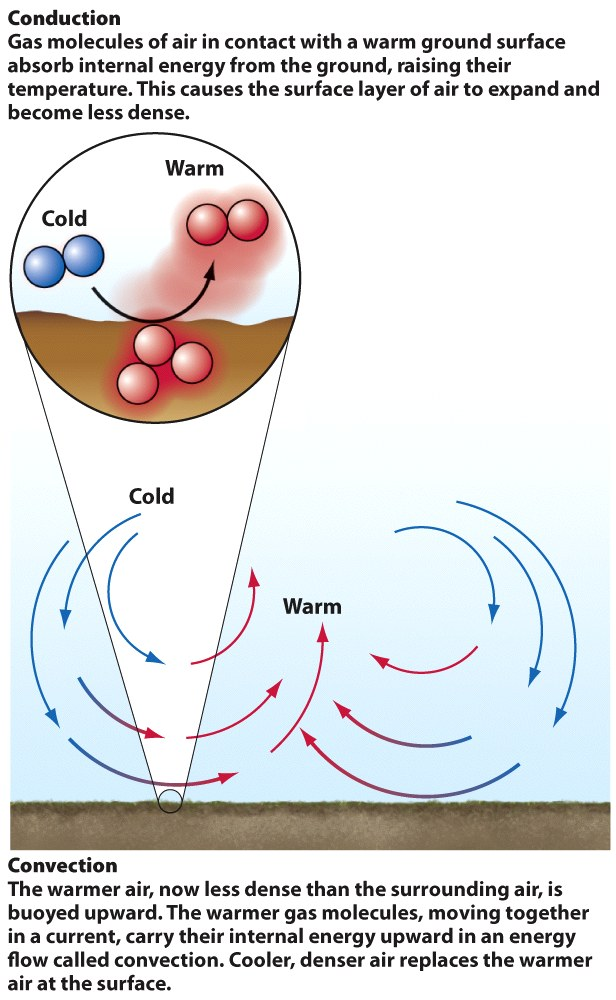 Conduction
Gas molecules of air in contact with a warm ground surface
absorb internal energy from the ground, raising their
temperature. This causes the surface layer of air to expand and
become less dense.
Warm
Cold
Cold
Warm
Convection
The warmer air, now less dense than the surrounding air, is
buoyed upward. The warmer gas molecules, moving together
in a current, carry their internal energy upward in an energy
flow called convection. Cooler, denser air replaces the warmer
air at the surface.